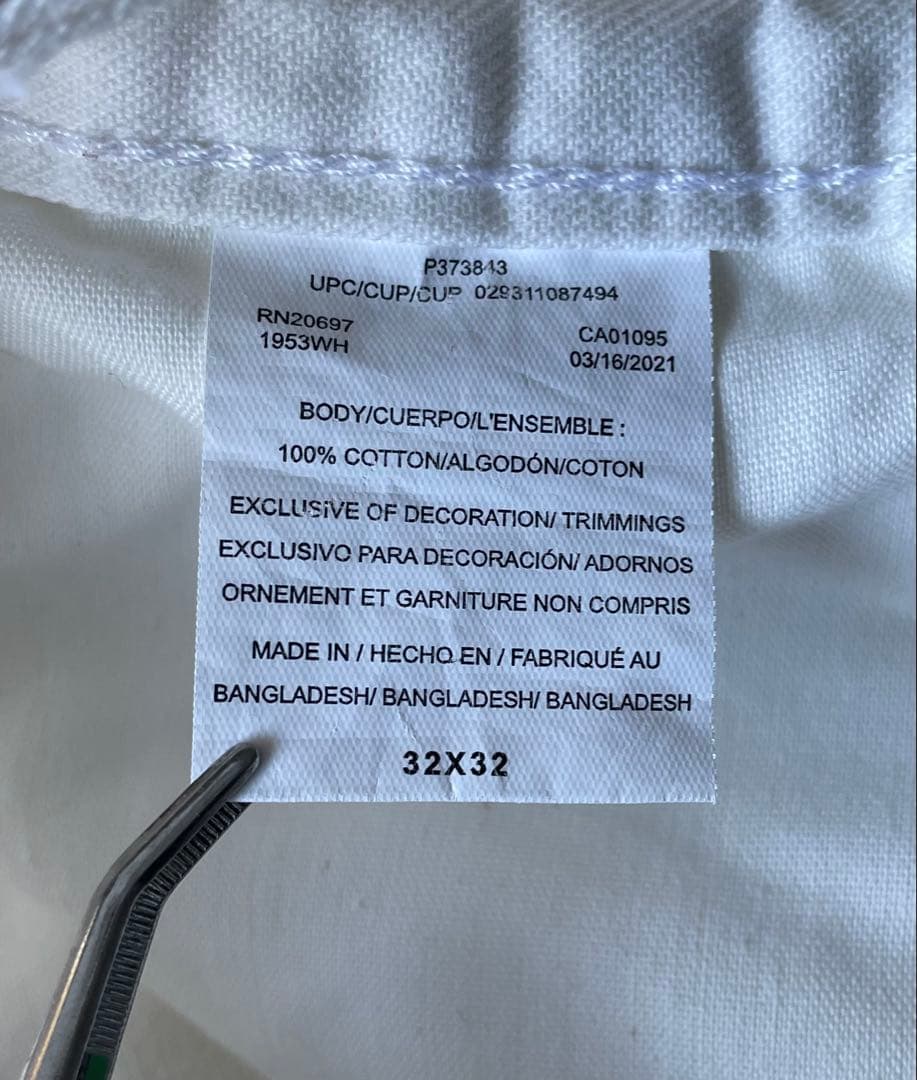 P373843
UPC/CUP/CUP 029311087494
RN20697
1953WH
CA01095
03/16/2021
BODY/CUERPO/L'ENSEMBLE :
100% COTTON/ALGODÓN/COTON
EXCLUSIVE OF DECORATION/ TRIMMINGS
EXCLUSIVO PARA DECORACIÓN/ ADORNOS
ORNEMENT ET GARNITURE NON COMPRIS
MADE IN / HECHO EN / FABRIQUÉ AU
BANGLADESH/ BANGLADESH/ BANGLADESH
32X32